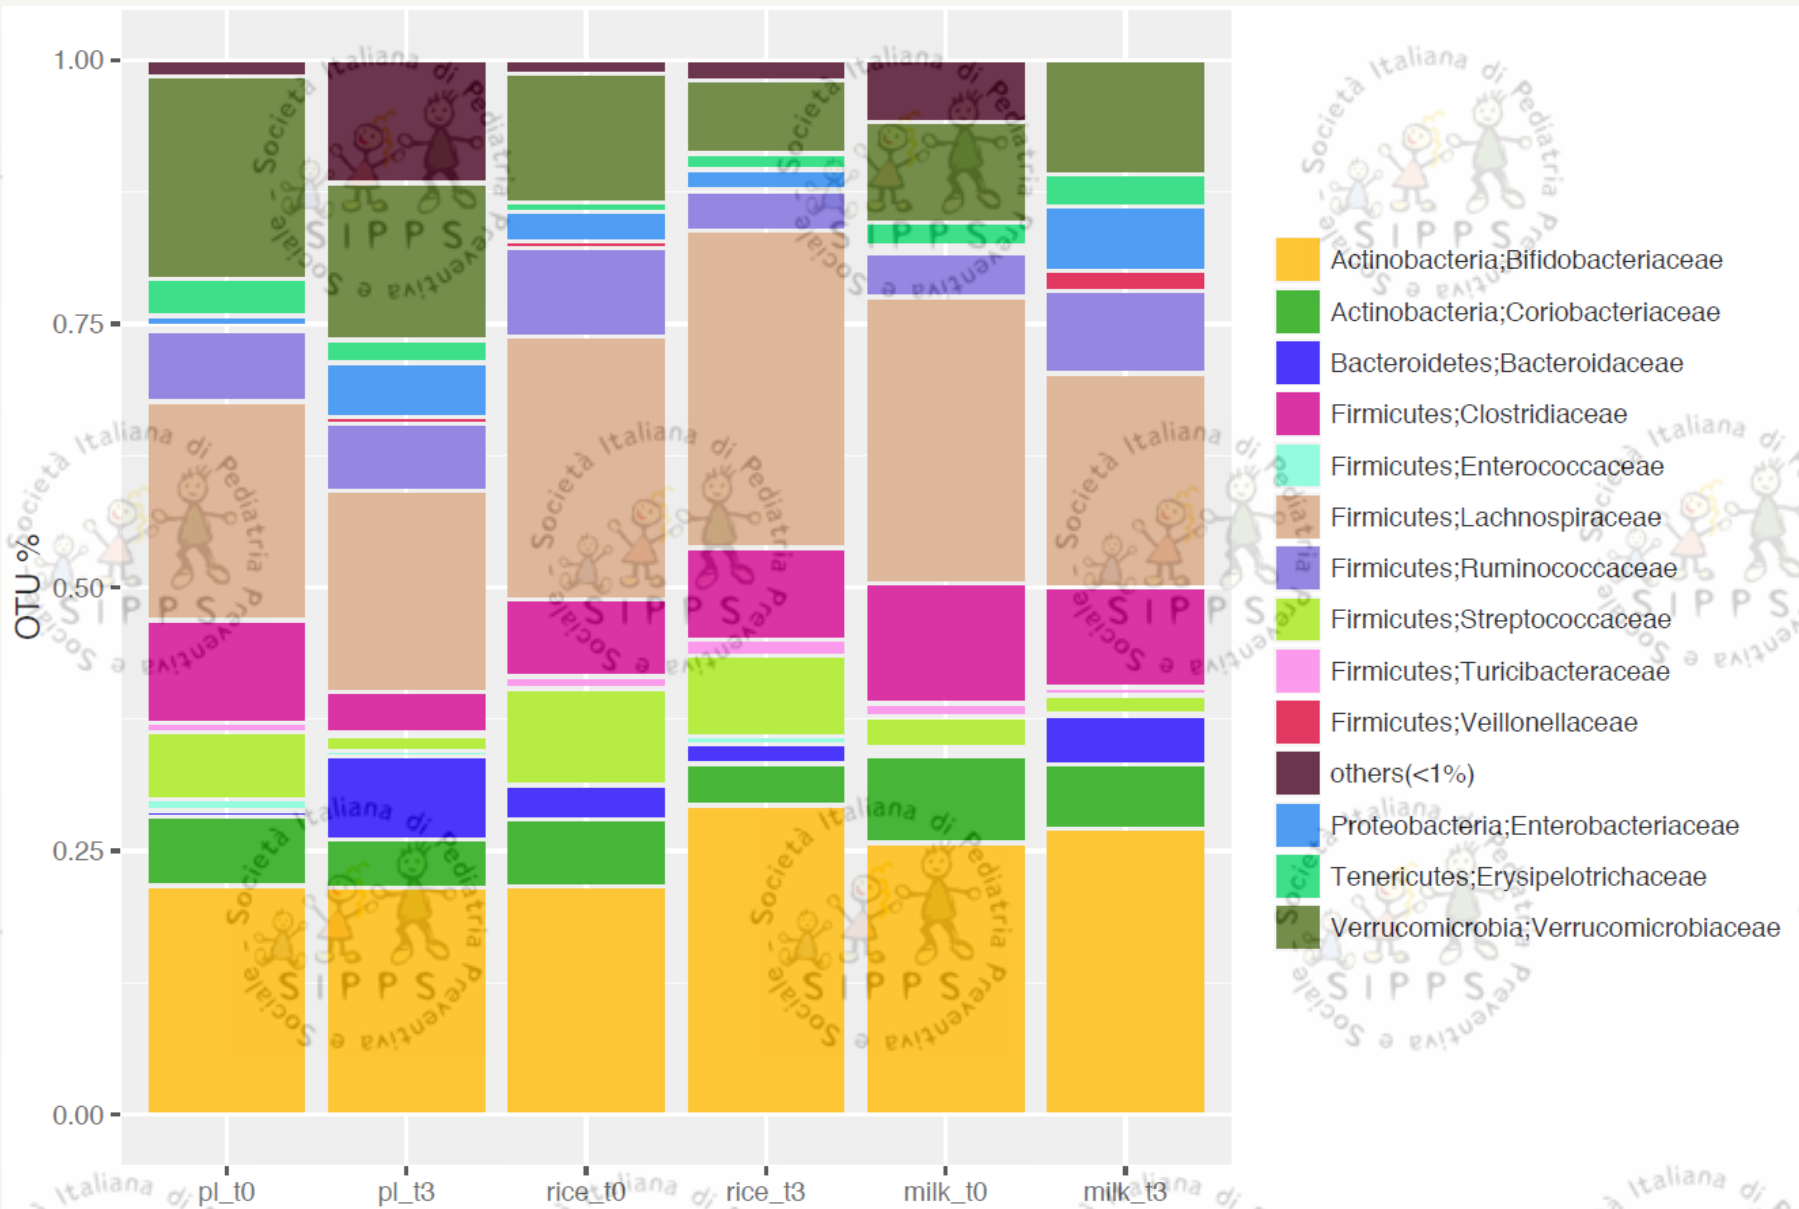 1.00
0.75
0.50
0.25
0.00
OTU %
pl_t0
pl_t3
rice_t0
rice_t3
milk_t0
milk_t3
Actinobacteria;Bifidobacteriaceae
Actinobacteria;Coriobacteriaceae
Bacteroidetes;Bacteroidaceae
Firmicutes;Clostridiaceae
Firmicutes;Enterococcaceae
Firmicutes;Lachnospiraceae
Firmicutes;Ruminococcaceae
Firmicutes;Streptococcaceae
Firmicutes;Turicibacteraceae
Firmicutes;Veillonellaceae
others(<1%)
Proteobacteria;Enterobacteriaceae
Tenericutes;Erysipelotrichaceae
Verrucomicrobia;Verrucomicrobiaceae
Società Italiana di Pediatria Preventiva e Sociale -
SIPPS